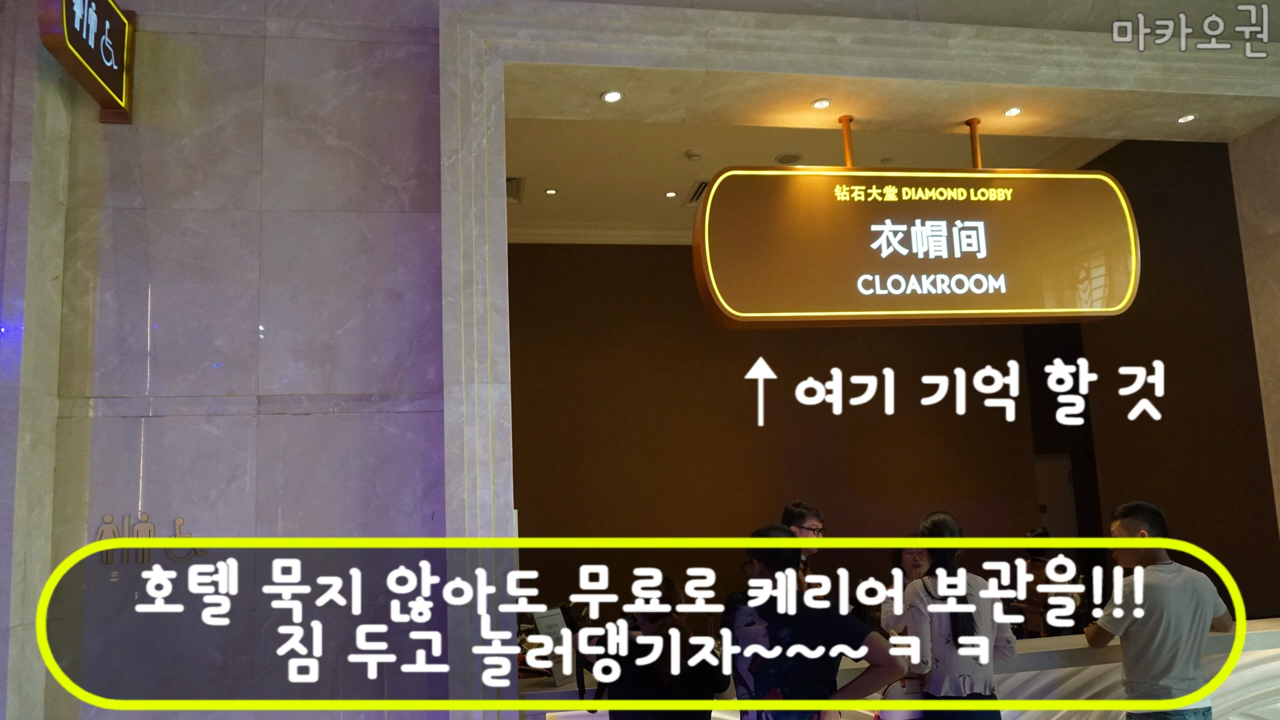 마카오퀸
钻石大堂 DIAMOND LOBBY
衣帽间
CLOAKROOM
↑ 여기 기억 할 것
호텔 묵지 않아도 무료로 케리어 보관을!!!
짐 두고 놀러댕기자~~~ㅋ ㅋ